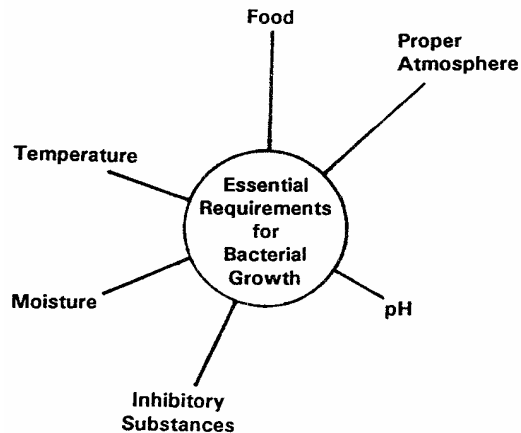 Food
Proper
Atmosphere
Temperature
Essential
Requirements
for
Bacterial
Growth
Moisture
pH
Inhibitory
Substances